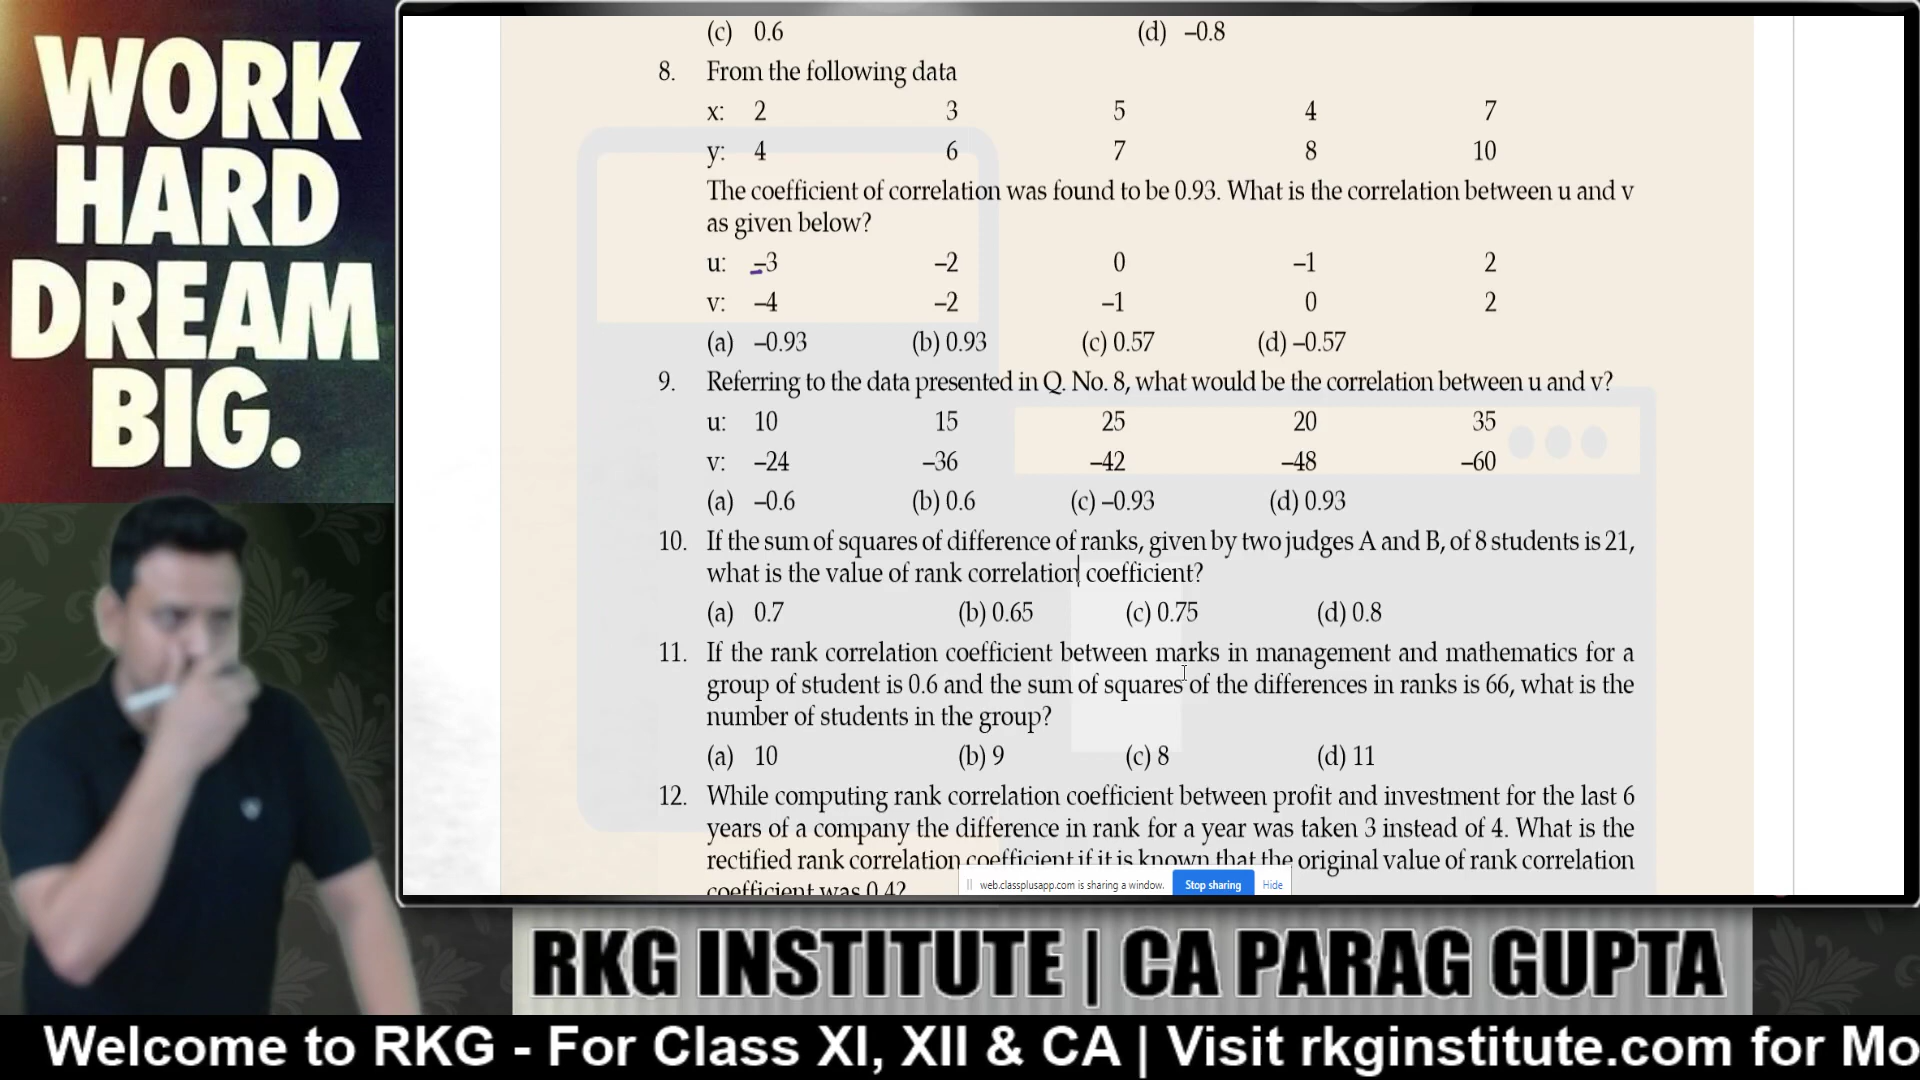 WORK
HARD
DREAM
BIG.
(c) 0.6 (d) –0.8
8. From the following data
x: 2 3 5 4 7
y: 4 6 7 8 10
The coefficient of correlation was found to be 0.93. What is the correlation between u and v
as given below?
u: –3 –2 0 –1 2
v: –4 –2 –1 0 2
(a) –0.93 (b) 0.93 (c) 0.57 (d) –0.57
9. Referring to the data presented in Q. No. 8, what would be the correlation between u and v?
u: 10 15 25 20 35
v: –24 –36 –42 –48 –60
(a) –0.6 (b) 0.6 (c) –0.93 (d) 0.93
10. If the sum of squares of difference of ranks, given by two judges A and B, of 8 students is 21,
what is the value of rank correlation coefficient?
(a) 0.7 (b) 0.65 (c) 0.75 (d) 0.8
11. If the rank correlation coefficient between marks in management and mathematics for a
group of student is 0.6 and the sum of squares of the differences in ranks is 66, what is the
number of students in the group?
(a) 10 (b) 9 (c) 8 (d) 11
12. While computing rank correlation coefficient between profit and investment for the last 6
years of a company the difference in rank for a year was taken 3 instead of 4. What is the
rectified rank correlation coefficient if it is known that the original value of rank correlation
coefficient was 0.4?
web.classplusapp.com is sharing a window. Stop sharing Hide
RKG INSTITUTE | CA PARAG GUPTA
Welcome to RKG - For Class XI, XII & CA | Visit rkginstitute.com for Mo